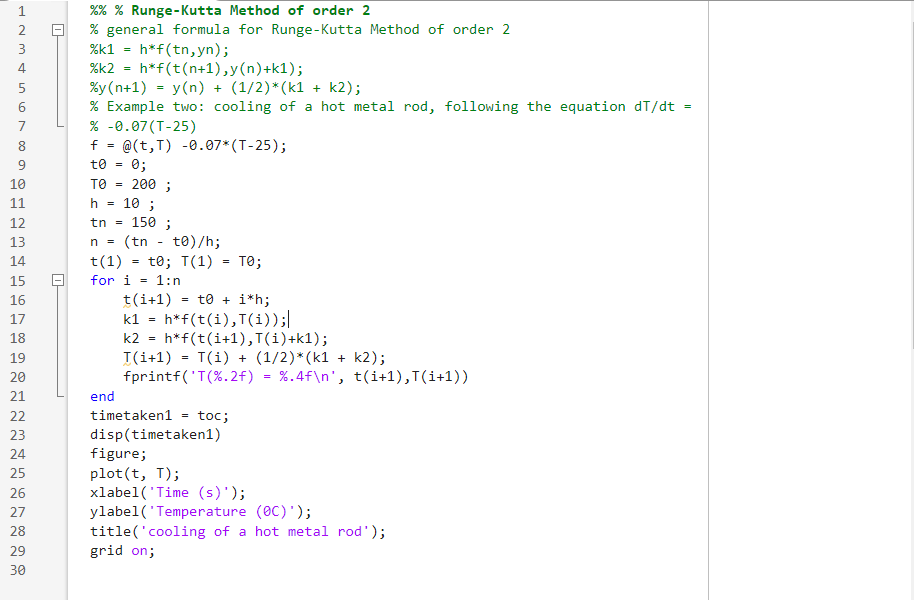 1 %% % Runge-Kutta Method of order 2
2 % general formula for Runge-Kutta Method of order 2
3 %k1 = h*f(tn,yn);
4 %k2 = h*f(t(n+1),y(n)+k1);
5 %y(n+1) = y(n) + (1/2)*(k1 + k2);
6 % Example two: cooling of a hot metal rod, following the equation dT/dt =
7 % -0.07(T-25)
8 f = @(t,T) -0.07*(T-25);
9 t0 = 0;
10 T0 = 200 ;
11 h = 10 ;
12 tn = 150 ;
13 n = (tn - t0)/h;
14 t(1) = t0; T(1) = T0;
15 for i = 1:n
16     t(i+1) = t0 + i*h;
17     k1 = h*f(t(i),T(i));
18     k2 = h*f(t(i+1),T(i)+k1);
19     T(i+1) = T(i) + (1/2)*(k1 + k2);
20     fprintf('T(%.2f) = %.4f\n', t(i+1),T(i+1))
21 end
22 timetaken1 = toc;
23 disp(timetaken1)
24 figure;
25 plot(t, T);
26 xlabel('Time (s)');
27 ylabel('Temperature (0C)');
28 title('cooling of a hot metal rod');
29 grid on;
30